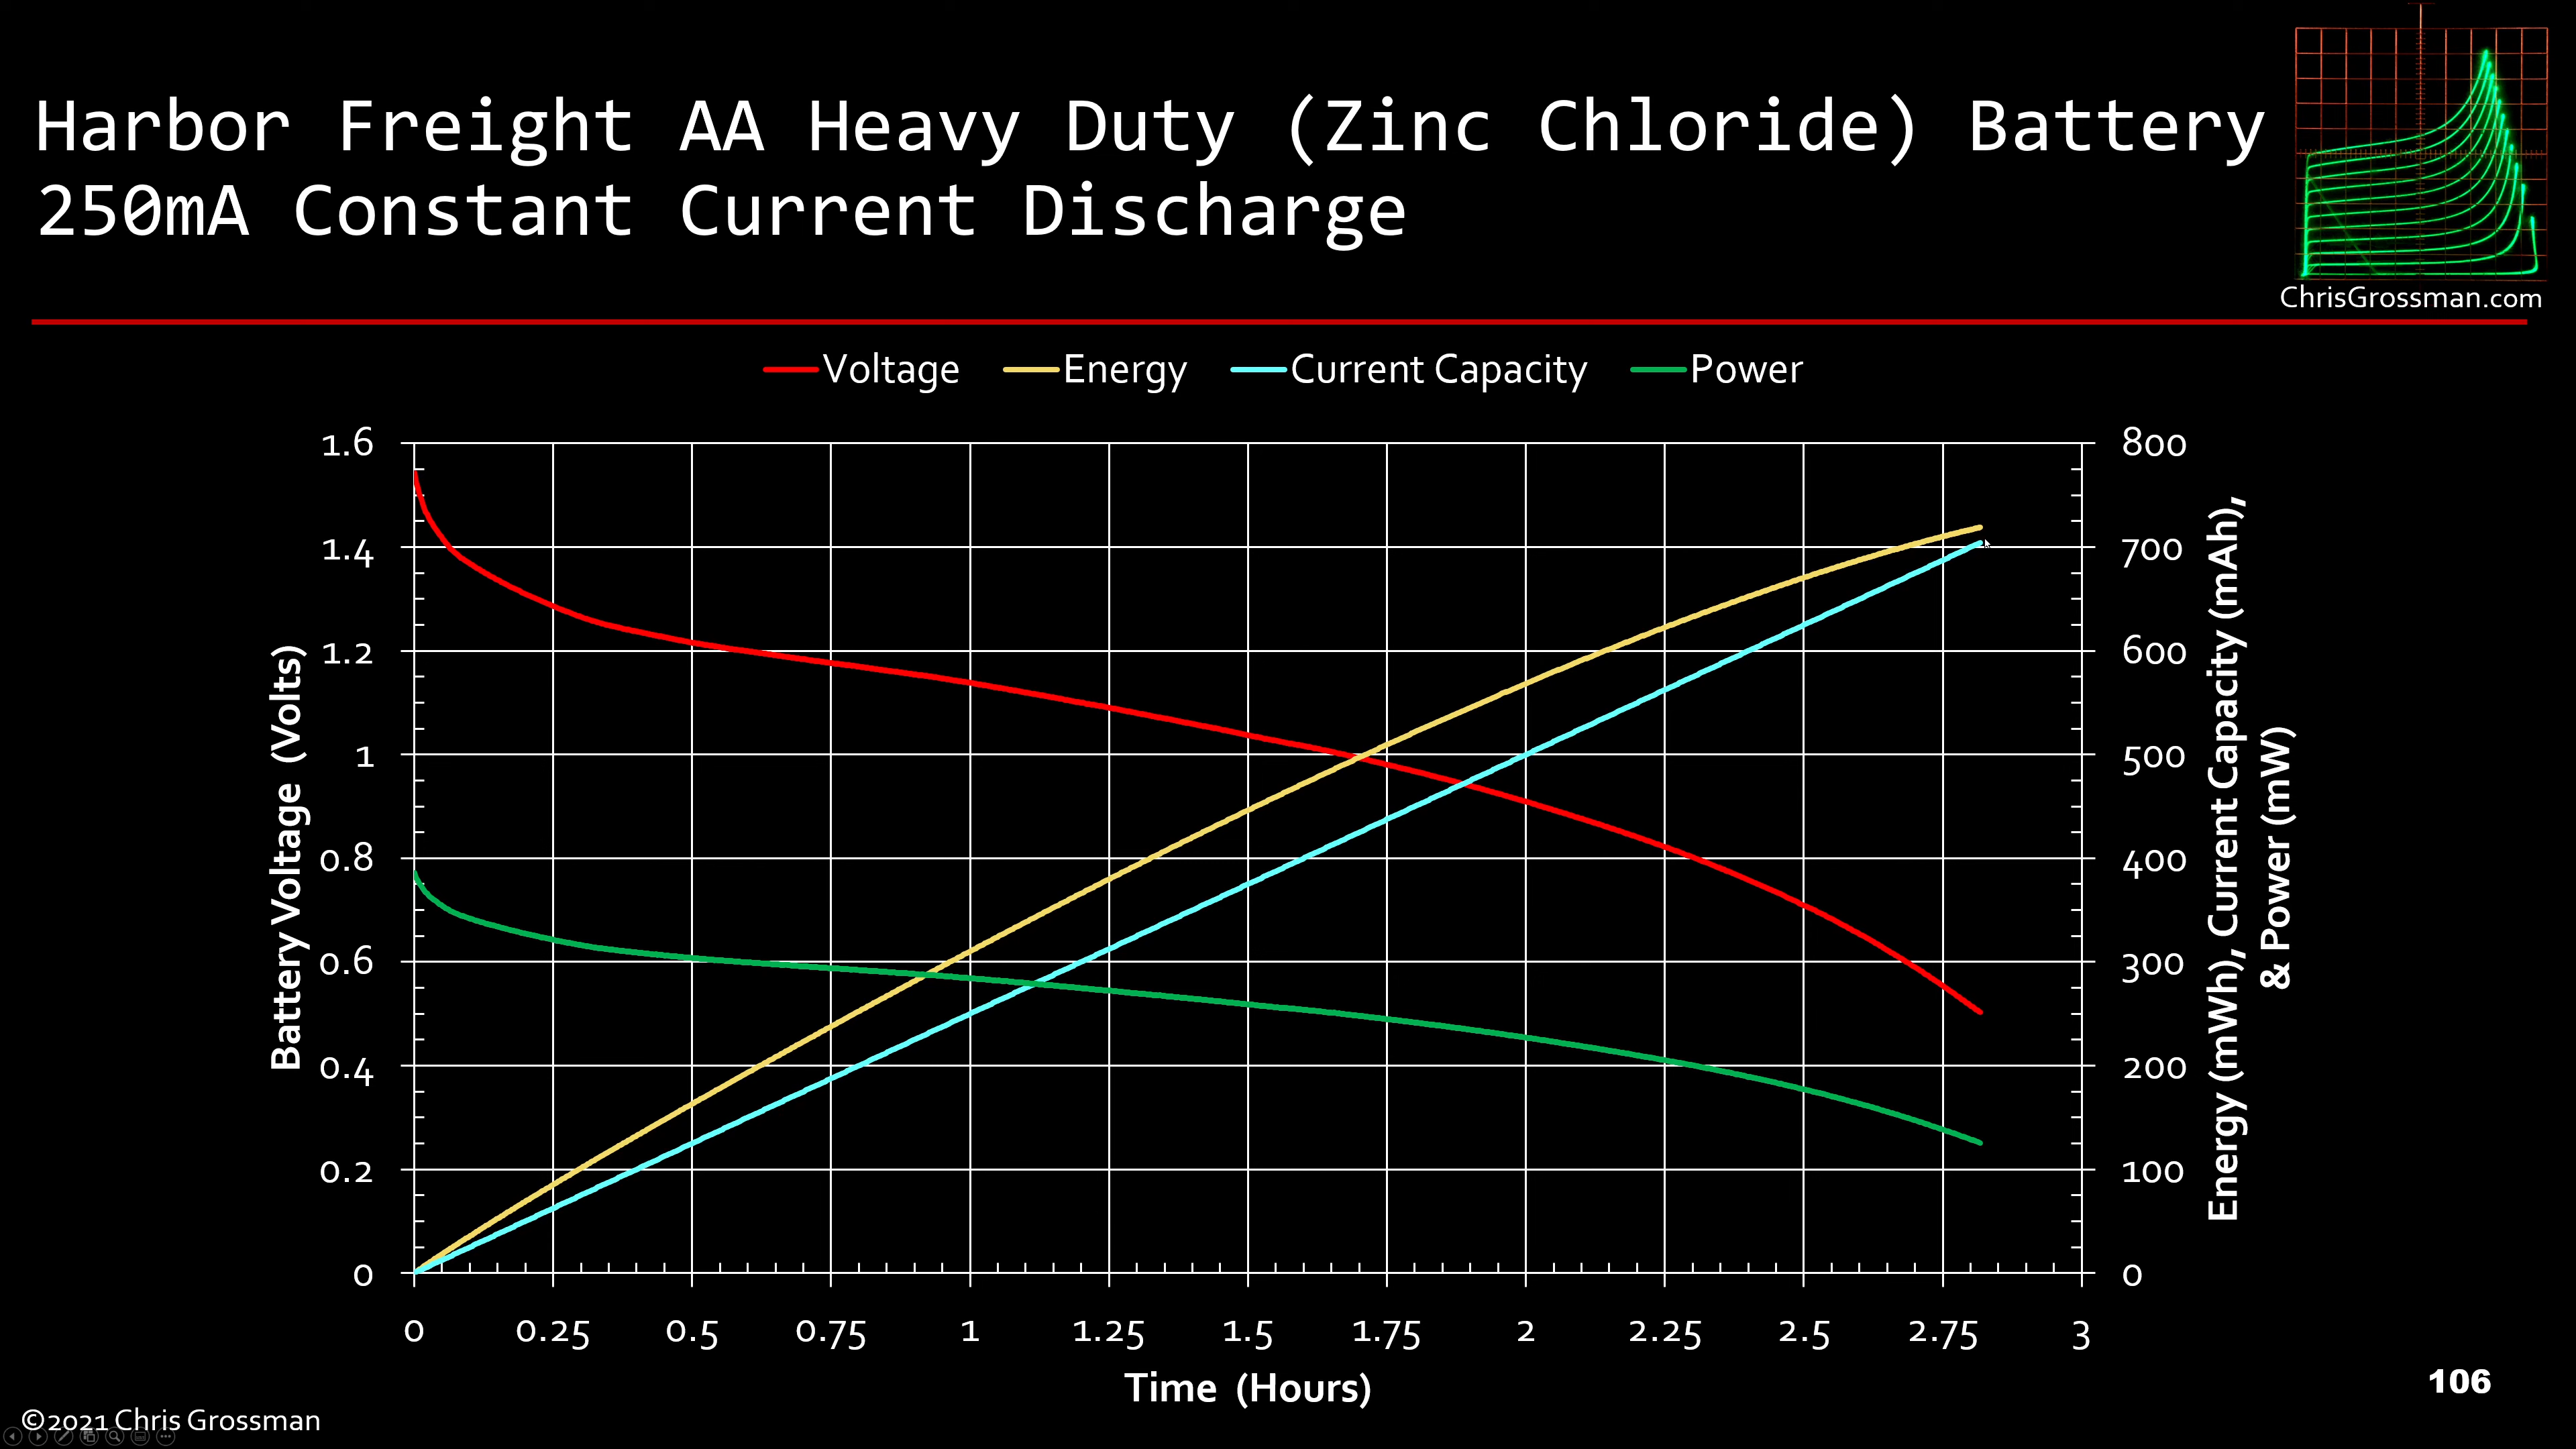 Harbor Freight AA Heavy Duty (Zinc Chloride) Battery
250mA Constant Current Discharge
ChrisGrossman.com
Voltage
Energy
Current Capacity
Power
1.6
1.4
1.2
1
0.8
0.6
0.4
0.2
0
Battery Voltage (Volts)
800
700
600
500
400
300
200
100
0
Energy (mWh), Current Capacity (mAh),
& Power (mW)
0 0.25 0.5 0.75 1 1.25 1.5 1.75 2 2.25 2.5 2.75 3
Time (Hours)
106
©2021 Chris Grossman